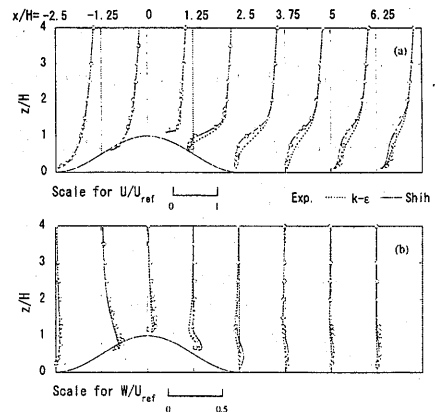 x/H= -2.5 -1.25 0 1.25 2.5 3.75 5 6.25
4
(a)
3
z/H
2
1
0
Scale for U/Uref 0 1
Exp. k-ε Shih
4
(b)
3
z/H
2
1
0
Scale for W/Uref 0 0.5